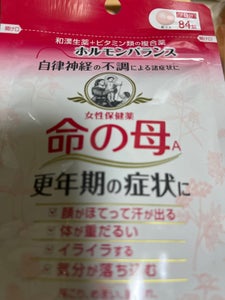 和漢生薬+ビタミン類の複合薬
ホルモンバランス
自律神経の不調による諸症状に
84錠
女性保健薬
命の母A
更年期の症状に
顔がほてって汗が出る
体が重だるい
イライラする
気分が落ち込む